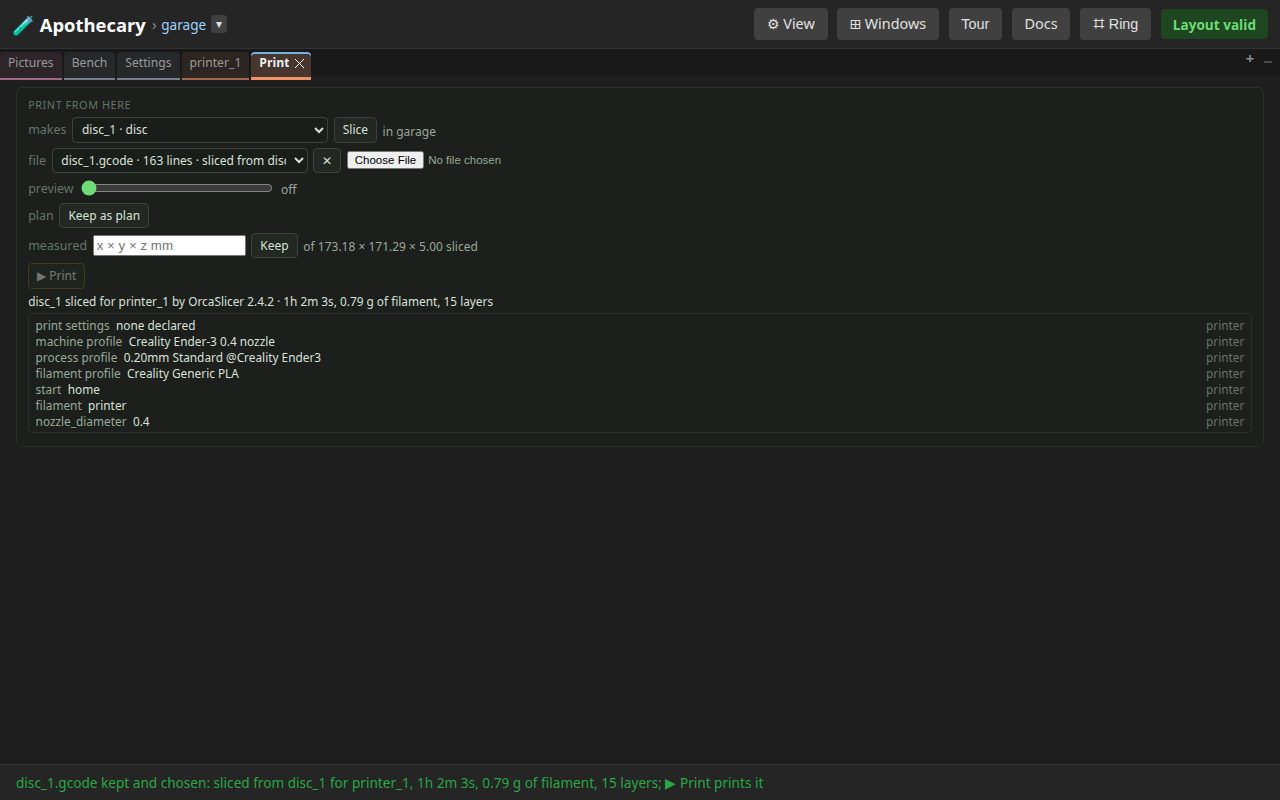 🧪 Apothecary › garage ▾ ⚙ View ⊞ Windows Tour Docs ⌗ Ring Layout valid
Pictures Bench Settings printer_1 Print ✕ + –
PRINT FROM HERE
makes disc_1 · disc Slice in garage
file disc_1.gcode · 163 lines · sliced from disc ✕ Choose File No file chosen
preview off
plan Keep as plan
measured x × y × z mm Keep of 173.18 × 171.29 × 5.00 sliced
▶ Print
disc_1 sliced for printer_1 by OrcaSlicer 2.4.2 · 1h 2m 3s, 0.79 g of filament, 15 layers
print settings none declared printer
machine profile Creality Ender-3 0.4 nozzle printer
process profile 0.20mm Standard @Creality Ender3 printer
filament profile Creality Generic PLA printer
start home printer
filament printer printer
nozzle_diameter 0.4 printer
disc_1.gcode kept and chosen: sliced from disc_1 for printer_1, 1h 2m 3s, 0.79 g of filament, 15 layers; ▶ Print prints it